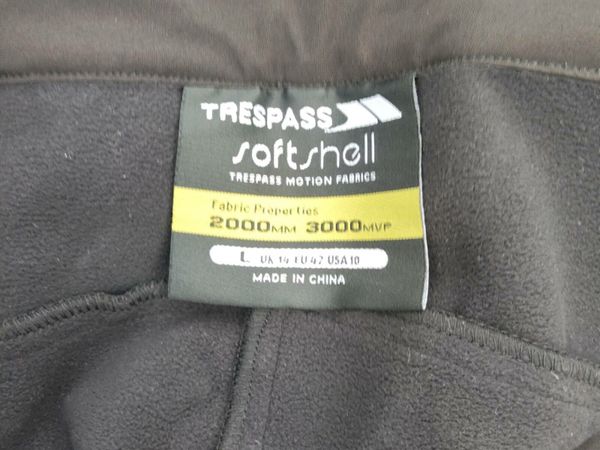 TRESPASS
softshell
TRESPASS MOTION FABRICS
Fabric Properties
2000MM 3000MVP
L UK 14 EU 42 USA 10
MADE IN CHINA